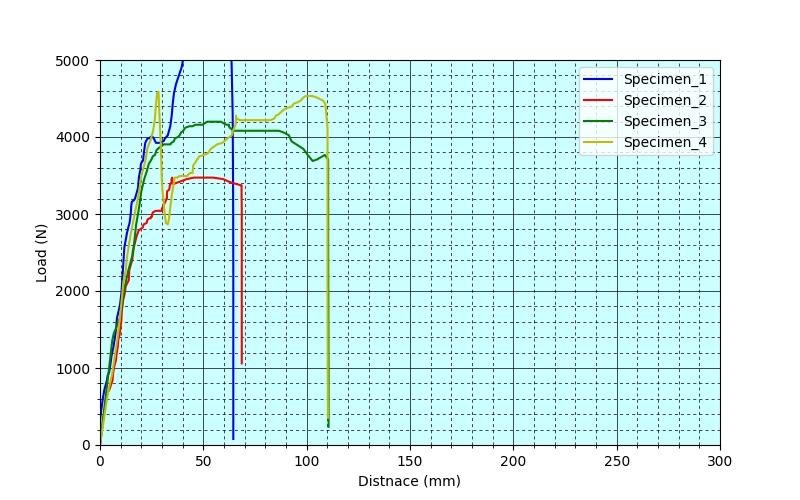 5000
4000
3000
2000
1000
0
Load (N)
0 50 100 150 200 250 300
Distnace (mm)
Specimen_1
Specimen_2
Specimen_3
Specimen_4